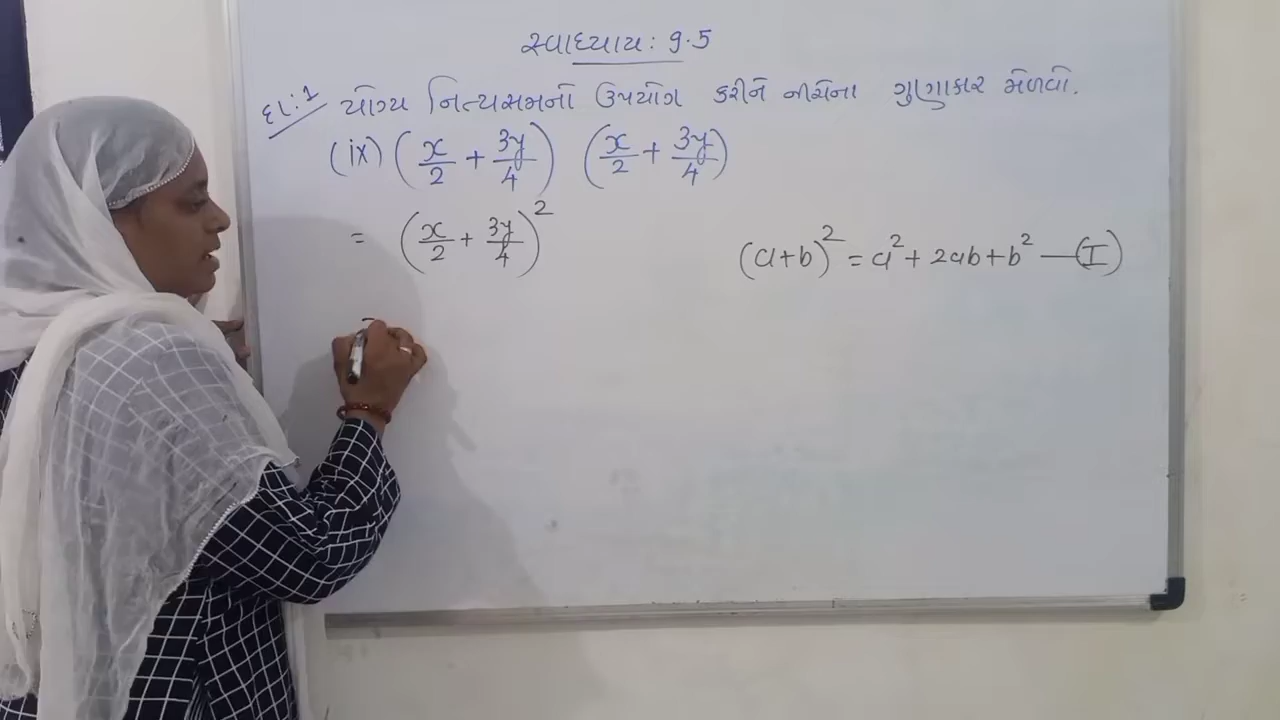 સ્વાધ્યાય: 9.5
દા:1 યોગ્ય નિત્યસમનો ઉપયોગ કરીને નીચેના ગુણાકાર મેળવો.
(ix) (x/2 + 3y/4) (x/2 + 3y/4)
= (x/2 + 3y/4)²
(a+b)² = a² + 2ab + b² —(I)